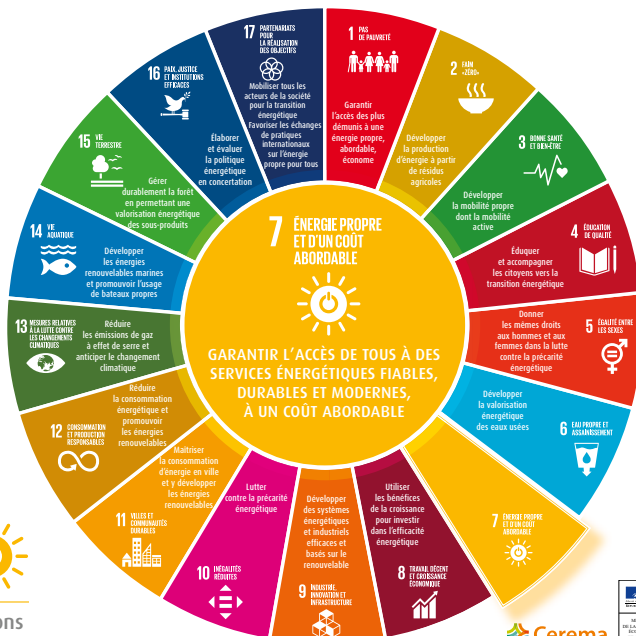 17 PARTENARIATS
POUR
LA RÉALISATION
DES OBJECTIFS
Mobiliser tous les
acteurs de la société
pour la transition
énergétique
Favoriser les échanges
de pratiques
internationaux
sur l'énergie
propre pour tous
1 PAS
DE PAUVRETÉ
Garantir
l'accès des plus
démunis à une
énergie propre,
abordable,
économe
2 FAIM
«ZÉRO»
Développer
la production
d'énergie à partir
de résidus
agricoles
3 BONNE SANTÉ
ET BIEN-ÊTRE
Développer
la mobilité propre
dont la mobilité
active
4 ÉDUCATION
DE QUALITÉ
Éduquer
et accompagner
les citoyens vers la
transition énergétique
5 ÉGALITÉ ENTRE
LES SEXES
Donner
les mêmes droits
aux hommes et aux
femmes dans la lutte
contre la précarité
énergétique
6 EAU PROPRE ET
ASSAINISSEMENT
Développer
la valorisation
énergétique
des eaux usées
7 ÉNERGIE PROPRE
ET D'UN COÛT
ABORDABLE
8 TRAVAIL DÉCENT
ET CROISSANCE
ÉCONOMIQUE
Utiliser
les bénéfices
de la croissance
pour investir
dans l'efficacité
énergétique
9 INDUSTRIE,
INNOVATION ET
INFRASTRUCTURE
Développer
des systèmes
énergétiques
et industriels
efficaces et
basés sur le
renouvelable
10 INÉGALITÉS
RÉDUITES
Lutter
contre la précarité
énergétique
11 VILLES ET
COMMUNAUTÉS
DURABLES
Maîtriser
la consommation
d'énergie en ville
et y développer
les énergies
renouvelables
12 CONSOMMATION
ET PRODUCTION
RESPONSABLES
Réduire
la consommation
énergétique et
promouvoir
les énergies
renouvelables
13 MESURES RELATIVES
À LA LUTTE CONTRE
LES CHANGEMENTS
CLIMATIQUES
Réduire
les émissions de gaz
à effet de serre et
anticiper le changement
climatique
14 VIE
AQUATIQUE
Développer
les énergies
renouvelables marines
et promouvoir l'usage
de bateaux propres
15 VIE
TERRESTRE
Gérer
durablement la forêt
en permettant une
valorisation énergétique
des sous-produits
16 PAIX, JUSTICE
ET INSTITUTIONS
EFFICACES
Élaborer
et évaluer
la politique
énergétique
en concertation
7 ÉNERGIE PROPRE
ET D'UN COÛT
ABORDABLE
GARANTIR L'ACCÈS DE TOUS À DES
SERVICES ÉNERGÉTIQUES FIABLES,
DURABLES ET MODERNES,
À UN COÛT ABORDABLE
ons
Cerema